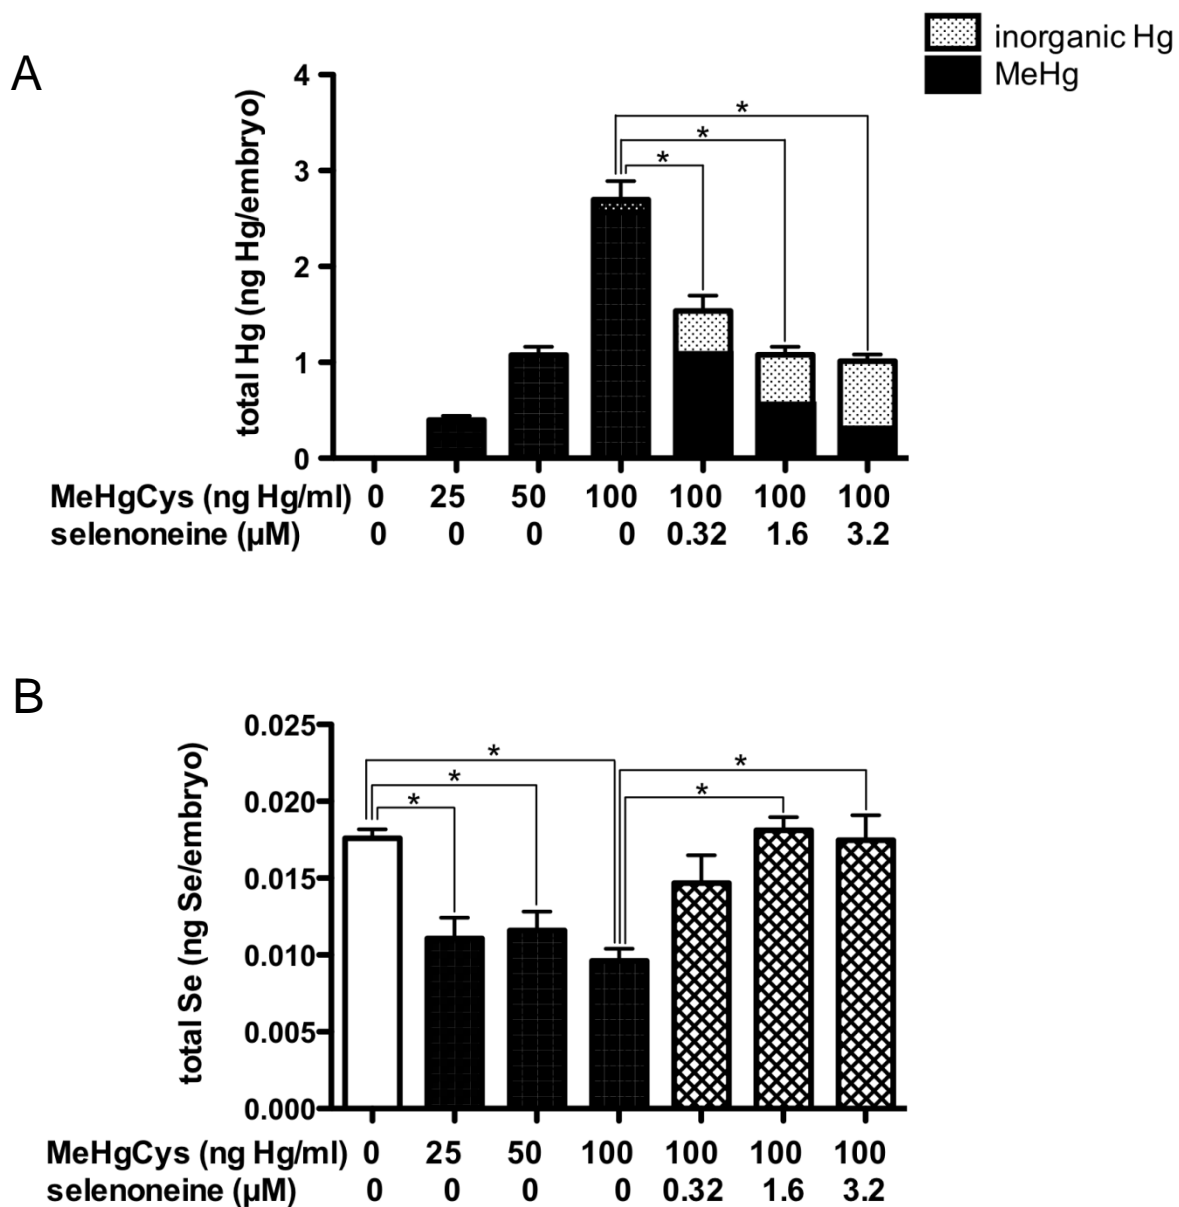 inorganic Hg
MeHg
A
total Hg (ng Hg/embryo)
4
3
2
1
0
*
*
*
MeHgCys (ng Hg/ml) 0 25 50 100 100 100 100
selenoneine (µM) 0 0 0 0 0.32 1.6 3.2
B
total Se (ng Se/embryo)
0.025
0.020
0.015
0.010
0.005
0.000
*
*
*
*
*
MeHgCys (ng Hg/ml) 0 25 50 100 100 100 100
selenoneine (µM) 0 0 0 0 0.32 1.6 3.2